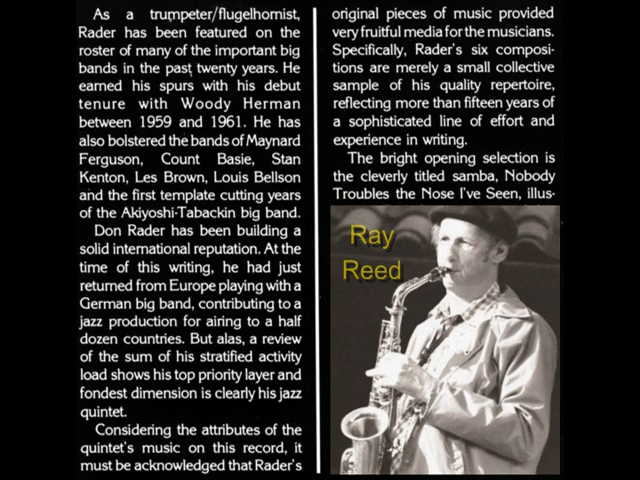 As a trumpeter/flugelhornist,
Rader has been featured on the
roster of many of the important big
bands in the past twenty years. He
earned his spurs with his debut
tenure with Woody Herman
between 1959 and 1961. He has
also bolstered the bands of Maynard
Ferguson, Count Basie, Stan
Kenton, Les Brown, Louis Bellson
and the first template cutting years
of the Akiyoshi-Tabackin big band.
Don Rader has been building a
solid international reputation. At the
time of this writing, he had just
returned from Europe playing with a
German big band, contributing to a
jazz production for airing to a half
dozen countries. But alas, a review
of the sum of his stratified activity
load shows his top priority layer and
fondest dimension is clearly his jazz
quintet.
Considering the attributes of the
quintet's music on this record, it
must be acknowledged that Rader's
original pieces of music provided
very fruitful media for the musicians.
Specifically, Rader's six composi-
tions are merely a small collective
sample of his quality repertoire,
reflecting more than fifteen years of
a sophisticated line of effort and
experience in writing.
The bright opening selection is
the cleverly titled samba, Nobody
Troubles the Nose I've Seen, illus-
Ray
Reed